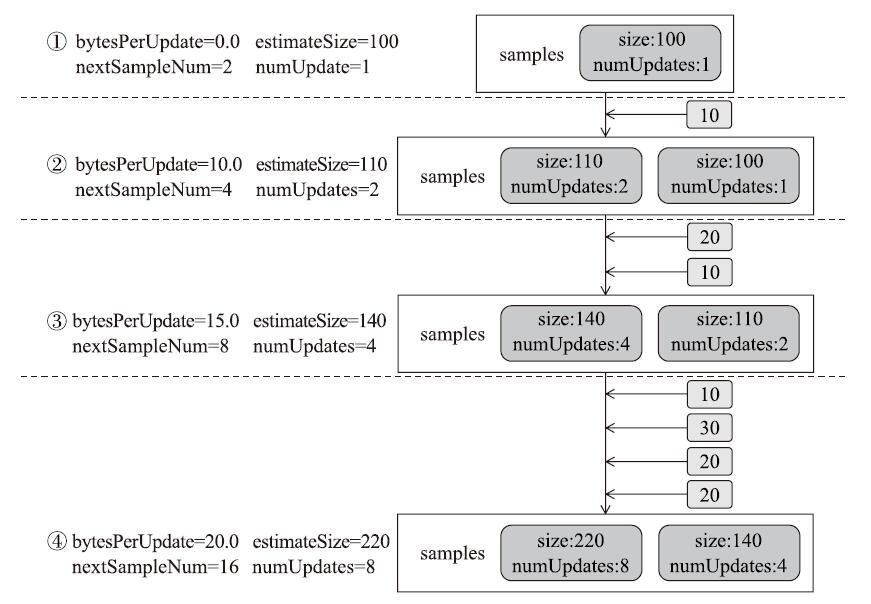 ① bytesPerUpdate=0.0 estimateSize=100
nextSampleNum=2 numUpdate=1
samples
size:100
numUpdates:1
10
② bytesPerUpdate=10.0 estimateSize=110
nextSampleNum=4 numUpdates=2
samples
size:110
numUpdates:2
size:100
numUpdates:1
20
10
③ bytesPerUpdate=15.0 estimateSize=140
nextSampleNum=8 numUpdates=4
samples
size:140
numUpdates:4
size:110
numUpdates:2
10
30
20
20
④ bytesPerUpdate=20.0 estimateSize=220
nextSampleNum=16 numUpdates=8
samples
size:220
numUpdates:8
size:140
numUpdates:4